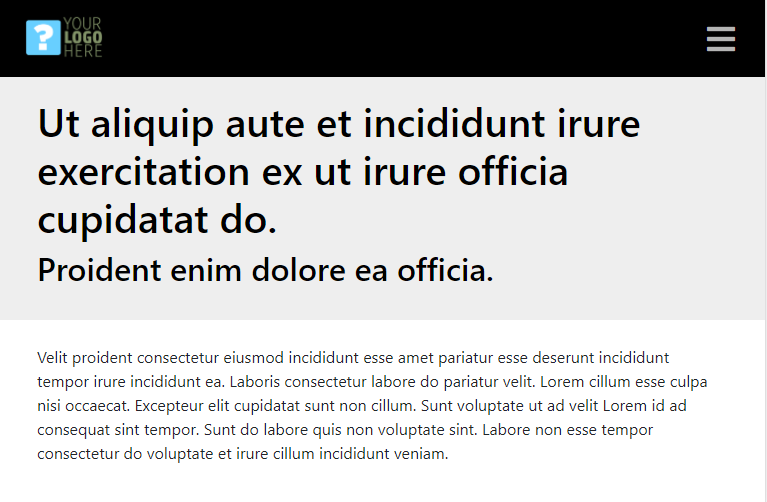 ?
YOUR
LOGO
HERE
Ut aliquip aute et incididunt irure
exercitation ex ut irure officia
cupidatat do.
Proident enim dolore ea officia.
Velit proident consectetur eiusmod incididunt esse amet pariatur esse deserunt incididunt
tempor irure incididunt ea. Laboris consectetur labore do pariatur velit. Lorem cillum esse culpa
nisi occaecat. Excepteur elit cupidatat sunt non cillum. Sunt voluptate ut ad velit Lorem id ad
consequat sint tempor. Sunt do labore quis non voluptate sint. Labore non esse tempor
consectetur do voluptate et irure cillum incididunt veniam.